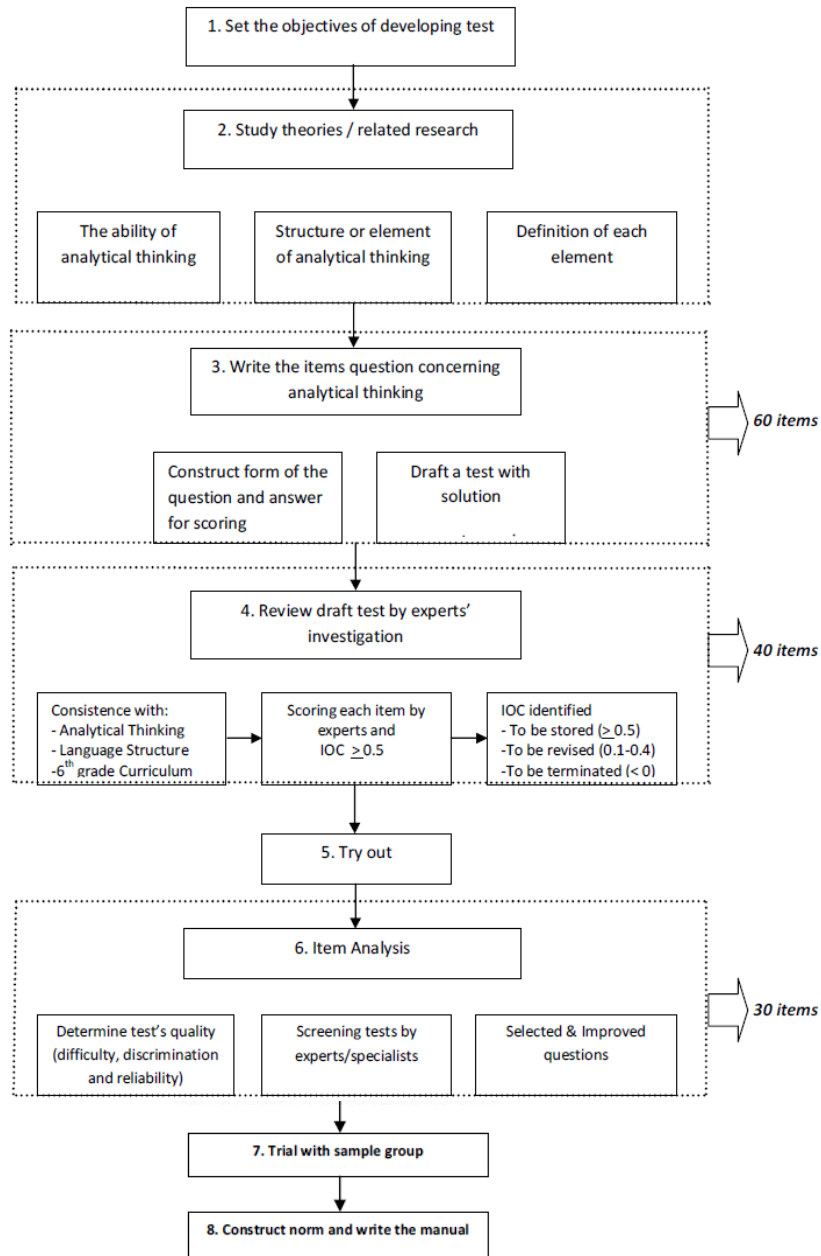 1. Set the objectives of developing test
2. Study theories / related research
The ability of
analytical thinking
Structure or element
of analytical thinking
Definition of each
element
3. Write the items question concerning
analytical thinking
60 items
Construct form of the
question and answer
for scoring
Draft a test with
solution
4. Review draft test by experts'
investigation
40 items
Consistence with:
- Analytical Thinking
- Language Structure
-6th grade Curriculum
Scoring each item by
experts and
IOC ≥0.5
IOC identified
- To be stored (≥ 0.5)
-To be revised (0.1-0.4)
-To be terminated (< 0)
5. Try out
6. Item Analysis
30 items
Determine test's quality
(difficulty, discrimination
and reliability)
Screening tests by
experts/specialists
Selected & Improved
questions
7. Trial with sample group
8. Construct norm and write the manual